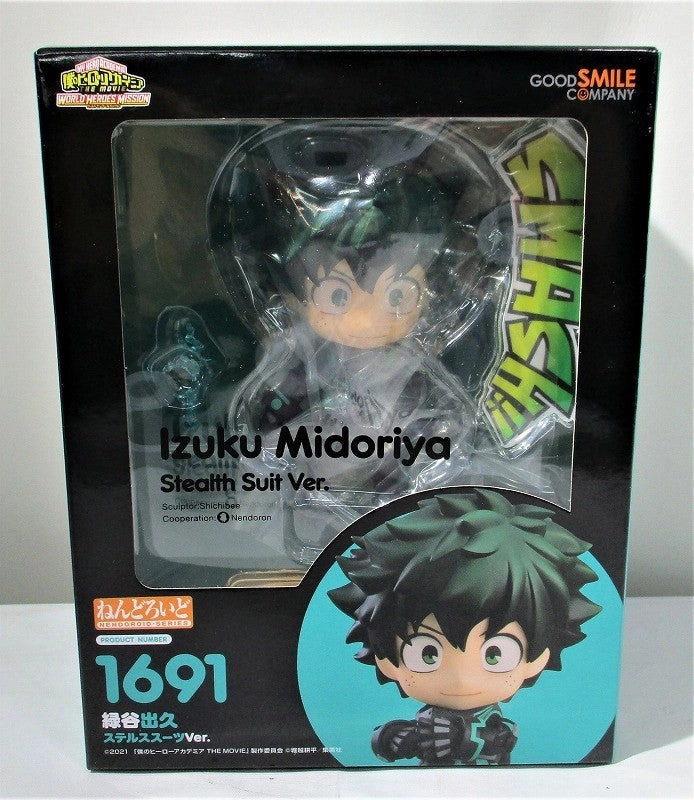 MY HERO ACADEMIA
僕のヒーローアカデミア
THE MOVIE
WORLD HEROES MISSION
GOOD SMILE
COMPANY
SMASH!!
Izuku Midoriya
Stealth Suit Ver.
Sculptor:Shichibee
Cooperation: Nendoron
ねんどろいど
NENDOROID-SERIES
PRODUCT NUMBER
1691
緑谷出久
ステルススーツVer.
©2021 「僕のヒーローアカデミア THE MOVIE」製作委員会 ©堀越耕平／集英社